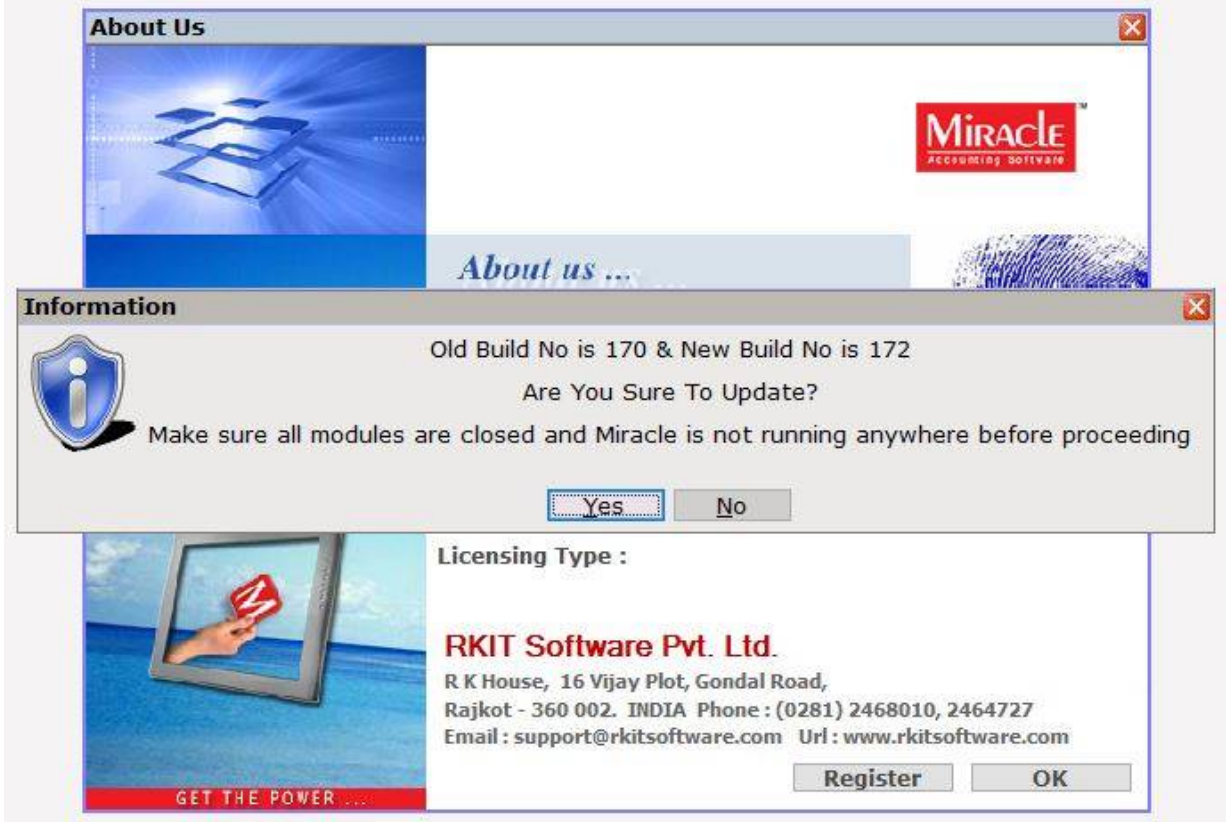 About Us
MIRAClE
Accounting Software
TM
About us ...
Information
Old Build No is 170 & New Build No is 172
Are You Sure To Update?
Make sure all modules are closed and Miracle is not running anywhere before proceeding
Yes
No
Licensing Type :
RKIT Software Pvt. Ltd.
R K House, 16 Vijay Plot, Gondal Road,
Rajkot - 360 002. INDIA Phone : (0281) 2468010, 2464727
Email : support@rkitsoftware.com Url : www.rkitsoftware.com
Register
OK
GET THE POWER ...